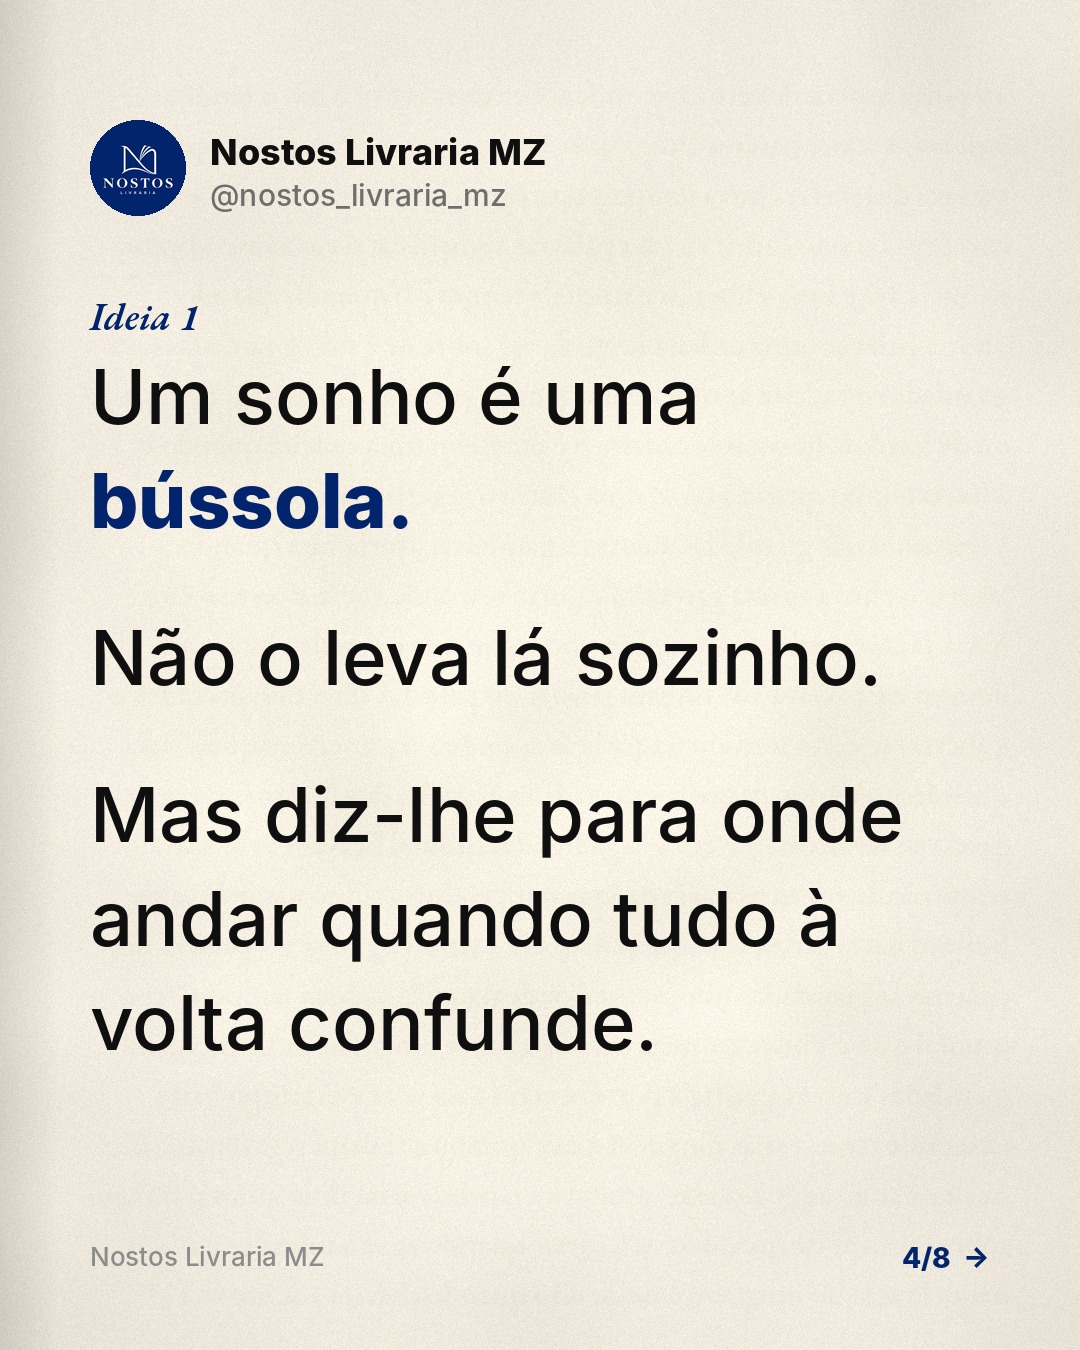 NOSTOS
LIVRARIA
Nostos Livraria MZ
@nostos_livraria_mz
Ideia 1
Um sonho é uma
bússola.
Não o leva lá sozinho.
Mas diz-lhe para onde
andar quando tudo à
volta confunde.
Nostos Livraria MZ
4/8 →